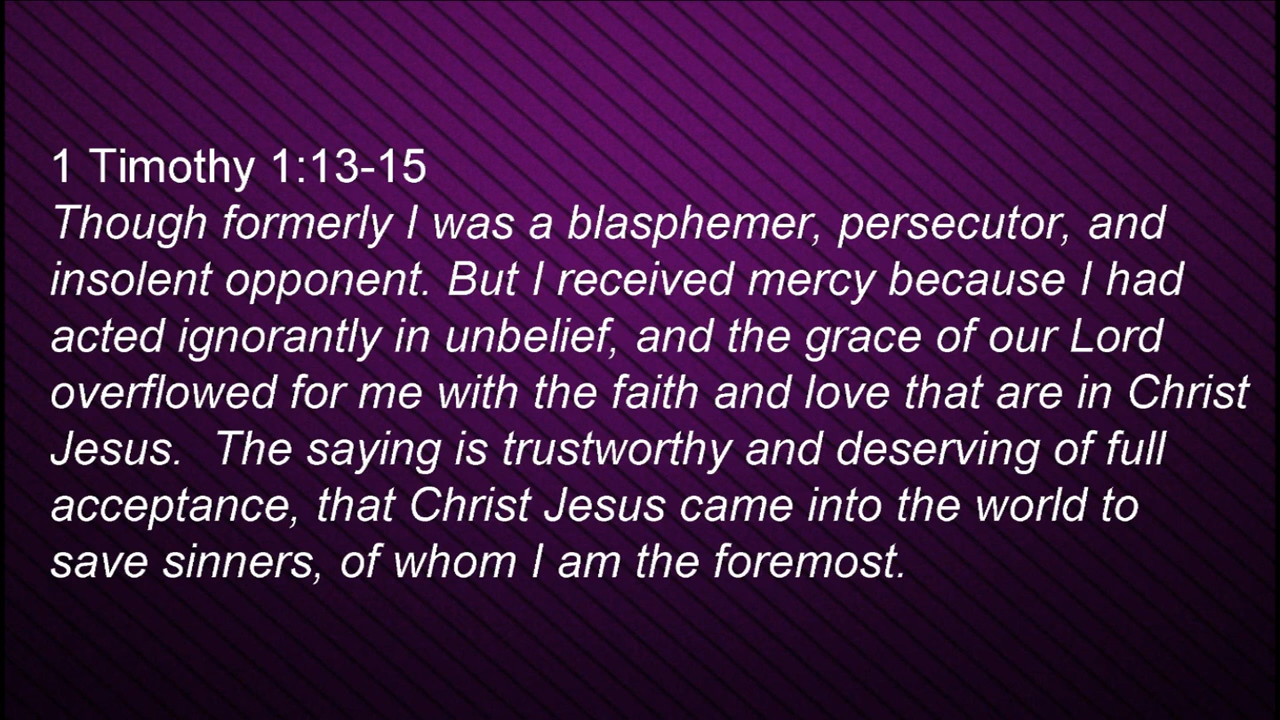 1 Timothy 1:13-15
Though formerly I was a blasphemer, persecutor, and
insolent opponent. But I received mercy because I had
acted ignorantly in unbelief, and the grace of our Lord
overflowed for me with the faith and love that are in Christ
Jesus.  The saying is trustworthy and deserving of full
acceptance, that Christ Jesus came into the world to
save sinners, of whom I am the foremost.